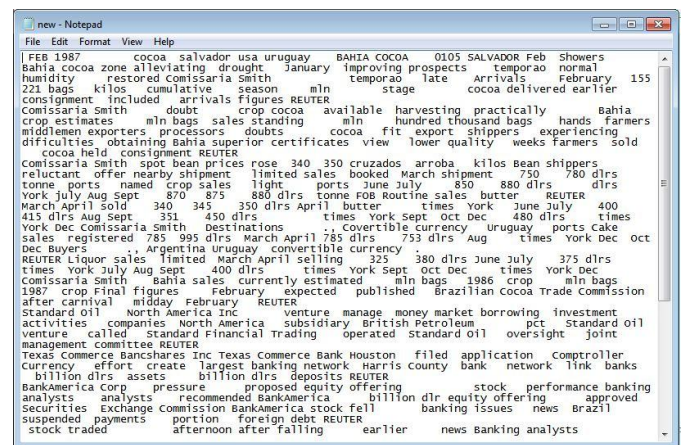 new - Notepad
File Edit Format View Help
FEB 1987 cocoa salvador usa uruguay BAHIA COCOA 0105 SALVADOR Feb Showers
Bahia cocoa zone alleviating drought January improving prospects temporao normal
humidity restored Comissaria Smith temporao late Arrivals February 155
221 bags kilos cumulative season mln stage cocoa delivered earlier
consignment included arrivals figures REUTER
Comissaria Smith doubt crop cocoa available harvesting practically Bahia
crop estimates mln bags sales standing mln hundred thousand bags hands farmers
middlemen exporters processors doubts cocoa fit export shippers experiencing
dificulties obtaining Bahia superior certificates view lower quality weeks farmers sold
cocoa held consignment REUTER
Comissaria Smith spot bean prices rose 340 350 cruzados arroba kilos Bean shippers
reluctant offer nearby shipment limited sales booked March shipment 750 780 dlrs
tonne ports named crop sales light ports June July 850 880 dlrs dlrs
York july Aug Sept 870 875 880 dlrs tonne FOB Routine sales butter REUTER
March April sold 340 345 350 dlrs April butter times York June July 400
415 dlrs Aug Sept 351 450 dlrs times York Sept Oct Dec 480 dlrs times
York Dec Comissaria Smith Destinations ., Covertible currency Uruguay ports Cake
sales registered 785 995 dlrs March April 785 dlrs 753 dlrs Aug times York Dec Oct
Dec Buyers ., Argentina Uruguay convertible currency .
REUTER Liquor sales limited March April selling 325 380 dlrs June July 375 dlrs
times York July Aug Sept 400 dlrs times York Sept Oct Dec times York Dec
Comissaria Smith Bahia sales currently estimated mln bags 1986 crop mln bags
1987 crop Final figures February expected published Brazilian Cocoa Trade Commission
after carnival midday February REUTER
Standard Oil North America Inc venture manage money market borrowing investment
activities companies North America subsidiary British Petroleum pct Standard Oil
venture called Standard Financial Trading operated Standard Oil oversight joint
management committee REUTER
Texas Commerce Bancshares Inc Texas Commerce Bank Houston filed application Comptroller
Currency effort create largest banking network Harris County bank network link banks
billion dlrs assets billion dlrs deposits REUTER
BankAmerica Corp pressure proposed equity offering stock performance banking
analysts analysts recommended BankAmerica billion dlr equity offering approved
Securities Exchange Commission BankAmerica stock fell banking issues news Brazil
suspended payments portion foreign debt REUTER
stock traded afternoon after falling earlier news Banking analysts